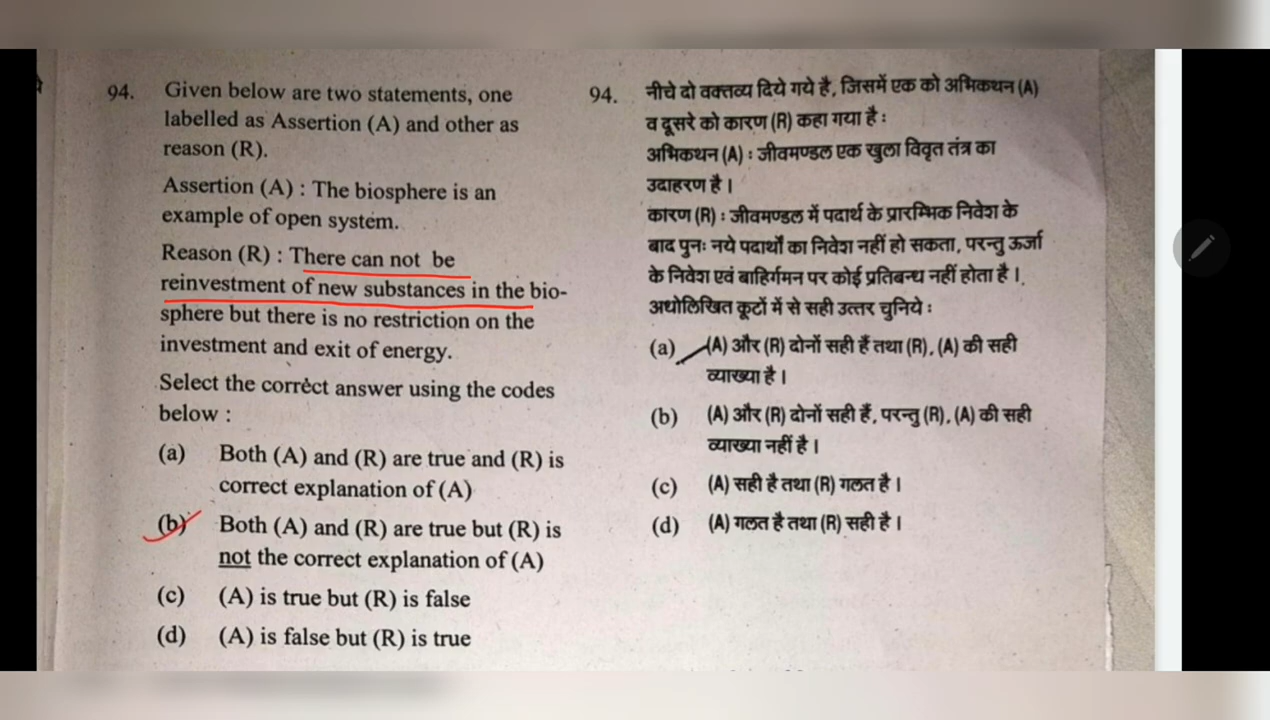 94. Given below are two statements, one
labelled as Assertion (A) and other as
reason (R).
Assertion (A) : The biosphere is an
example of open system.
Reason (R) : There can not be
reinvestment of new substances in the bio-
sphere but there is no restriction on the
investment and exit of energy.
Select the correct answer using the codes
below :
(a) Both (A) and (R) are true and (R) is
correct explanation of (A)
(b) Both (A) and (R) are true but (R) is
not the correct explanation of (A)
(c) (A) is true but (R) is false
(d) (A) is false but (R) is true
94. नीचे दो वक्तव्य दिये गये है, जिसमें एक को अभिकथन (A)
व दूसरे को कारण (R) कहा गया है :
अभिकथन (A) : जीवमण्डल एक खुला विवृत तंत्र का
उदाहरण है।
कारण (R) : जीवमण्डल में पदार्थ के प्रारम्भिक निवेश के
बाद पुनः नये पदार्थों का निवेश नहीं हो सकता, परन्तु ऊर्जा
के निवेश एवं बाहिर्गमन पर कोई प्रतिबन्ध नहीं होता है।
अधोलिखित कूटों में से सही उत्तर चुनिये :
(a) (A) और (R) दोनों सही हैं तथा (R), (A) की सही
व्याख्या है।
(b) (A) और (R) दोनों सही हैं, परन्तु (R), (A) की सही
व्याख्या नहीं है।
(c) (A) सही है तथा (R) गलत है।
(d) (A) गलत है तथा (R) सही है।